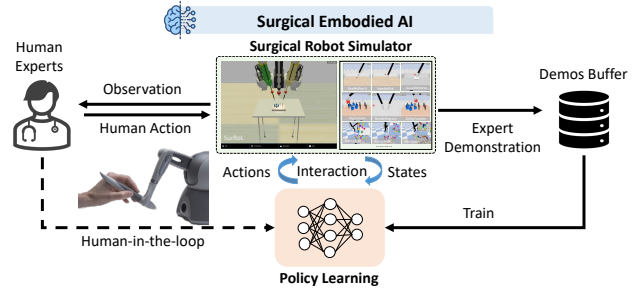 Surgical Embodied AI
Surgical Robot Simulator
Human
Experts
Observation
Human Action
Demos Buffer
Expert
Demonstration
Actions
Interaction
States
Train
Human-in-the-loop
Policy Learning